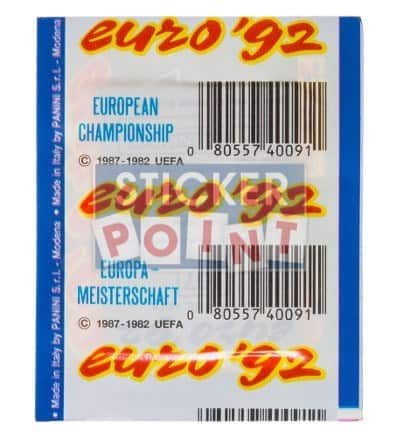 euro '92
EUROPEAN
CHAMPIONSHIP
© 1987-1982 UEFA
0 80557 40091
STICKER
euro '92
POINT
EUROPA-
MEISTERSCHAFT
© 1987-1982 UEFA
0 80557 40091
euro '92
• Made in Italy by PANINI S.r.L - Modena
• Made in Italy by PANINI S.r.L - Modena